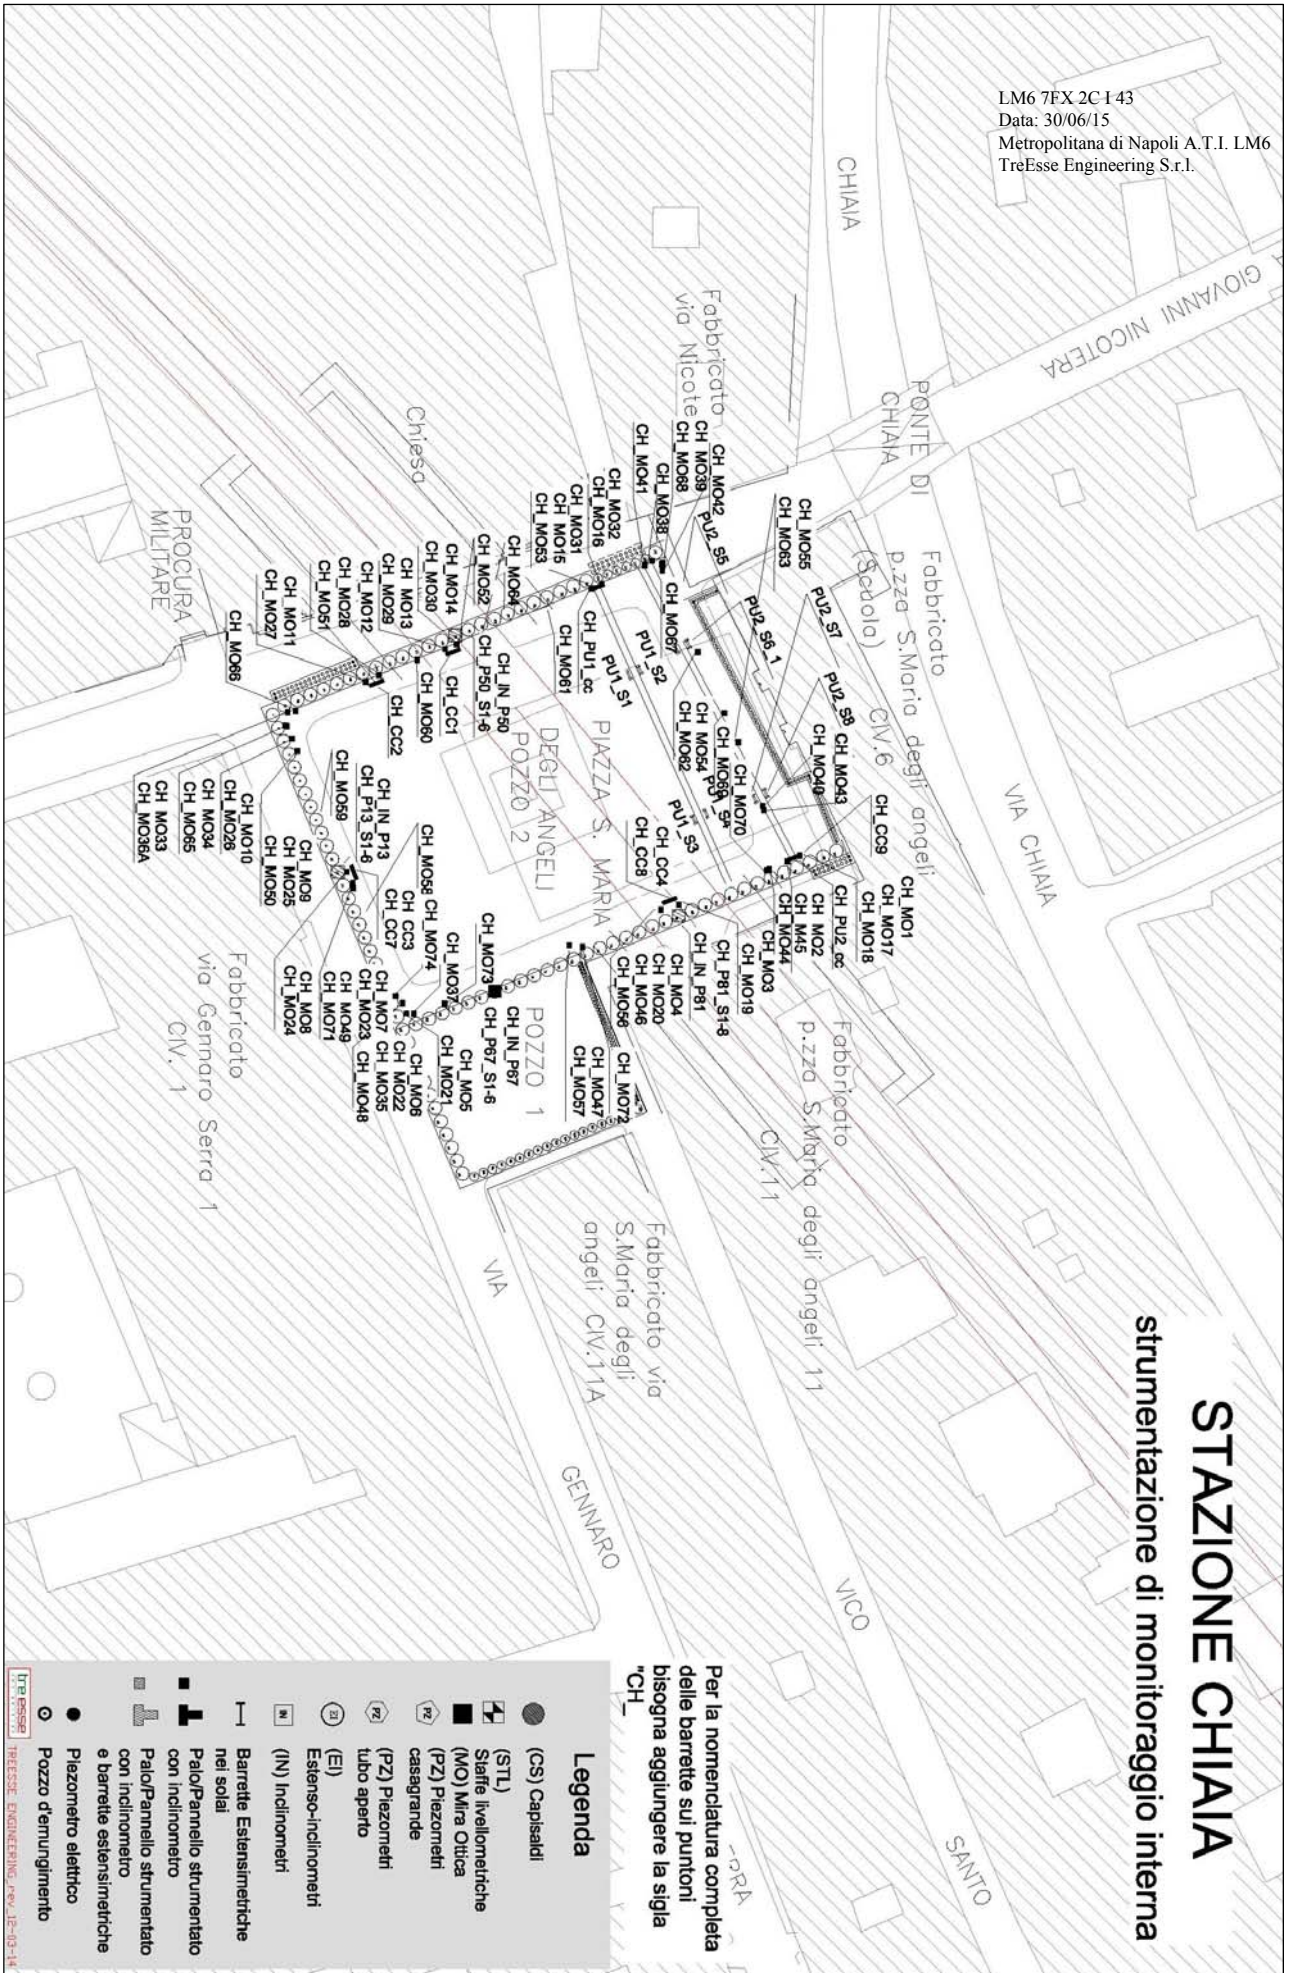 LM6 7FX 2C I 43
Data: 30/06/15
Metropolitana di Napoli A.T.I. LM6
TreEsse Engineering S.r.l.
STAZIONE CHIAIA
strumentazione di monitoraggio interna
CHIAIA
GIOVANNI NICOTERA
PONTE DI
CHIAIA
VIA CHIAIA
Fabbricato
via Nicote
Fabbricato
p.zza S.Maria degli angeli
(Scuola) CIV.6
Chiesa
PROCURA
MILITARE
PIAZZA S. MARIA
DEGLI ANGELI
POZZO 2
POZZO 1
Fabbricato
p.zza S.Maria degli angeli 11
CIV.11
Fabbricato via
S.Maria degli
angeli CIV.11A
Fabbricato
via Gennaro Serra 1
CIV. 1
VIA
GENNARO
VICO
SANTO
CH_MO42
CH_MO39
CH_MO68
CH_MO38
CH_MO41
CH_MO32
CH_MO16
CH_MO31
CH_MO15
CH_MO53
CH_MO64
CH_MO52
CH_MO14
CH_MO30
CH_MO13
CH_MO29
CH_MO12
CH_MO28
CH_MO51
CH_MO11
CH_MO27
CH_MO66
CH_MO55
CH_MO63
PU2_S5
PU2_S6_1
PU2_S7
PU2_S8
CH_MO67
PU1_S2
PU1_S1
CH_PU1_cc
CH_MO61
CH_IN_P50
CH_P50_S1-6
CH_CC1
CH_MO60
CH_CC2
CH_MO54
CH_MO62
CH_MO69
CH_MO70
PU1_S4
PU1_S3
CH_MO43
CH_MO40
CH_CC9
CH_CC4
CH_CC8
CH_MO1
CH_MO17
CH_MO18
CH_PU2_cc
CH_MO2
CH_M45
CH_MO44
CH_MO3
CH_MO19
CH_P81_S1-8
CH_IN_P81
CH_MO4
CH_MO20
CH_MO46
CH_MO56
CH_MO72
CH_MO47
CH_MO57
CH_IN_P67
CH_P67_S1-6
CH_MO73
CH_MO37
CH_MO74
CH_MO5
CH_MO21
CH_MO6
CH_MO22
CH_MO35
CH_MO48
CH_MO7
CH_MO23
CH_MO49
CH_MO71
CH_MO8
CH_MO24
CH_MO58
CH_CC3
CH_CC7
CH_IN_P13
CH_P13_S1-6
CH_MO59
CH_MO9
CH_MO25
CH_MO50
CH_MO10
CH_MO26
CH_MO34
CH_MO65
CH_MO33
CH_MO36A
Per la nomenclatura completa
delle barrette sui puntoni
bisogna aggiungere la sigla
"CH_
Legenda
(CS) Capisaldi
(STL)
Staffe livellometriche
(MO) Mira Ottica
PZ
(PZ) Piezometri
casagrande
PZ
(PZ) Piezometri
tubo aperto
EI
(EI)
Estenso-inclinometri
IN
(IN) Inclinometri
Barrette Estensimetriche
nei solai
Palo/Pannello strumentato
con inclinometro
Palo/Pannello strumentato
con inclinometro
e barrette estensimetriche
Piezometro elettrico
Pozzo d'emungimento
tre esse
TREESSE ENGINEERING_rev_12-03-14